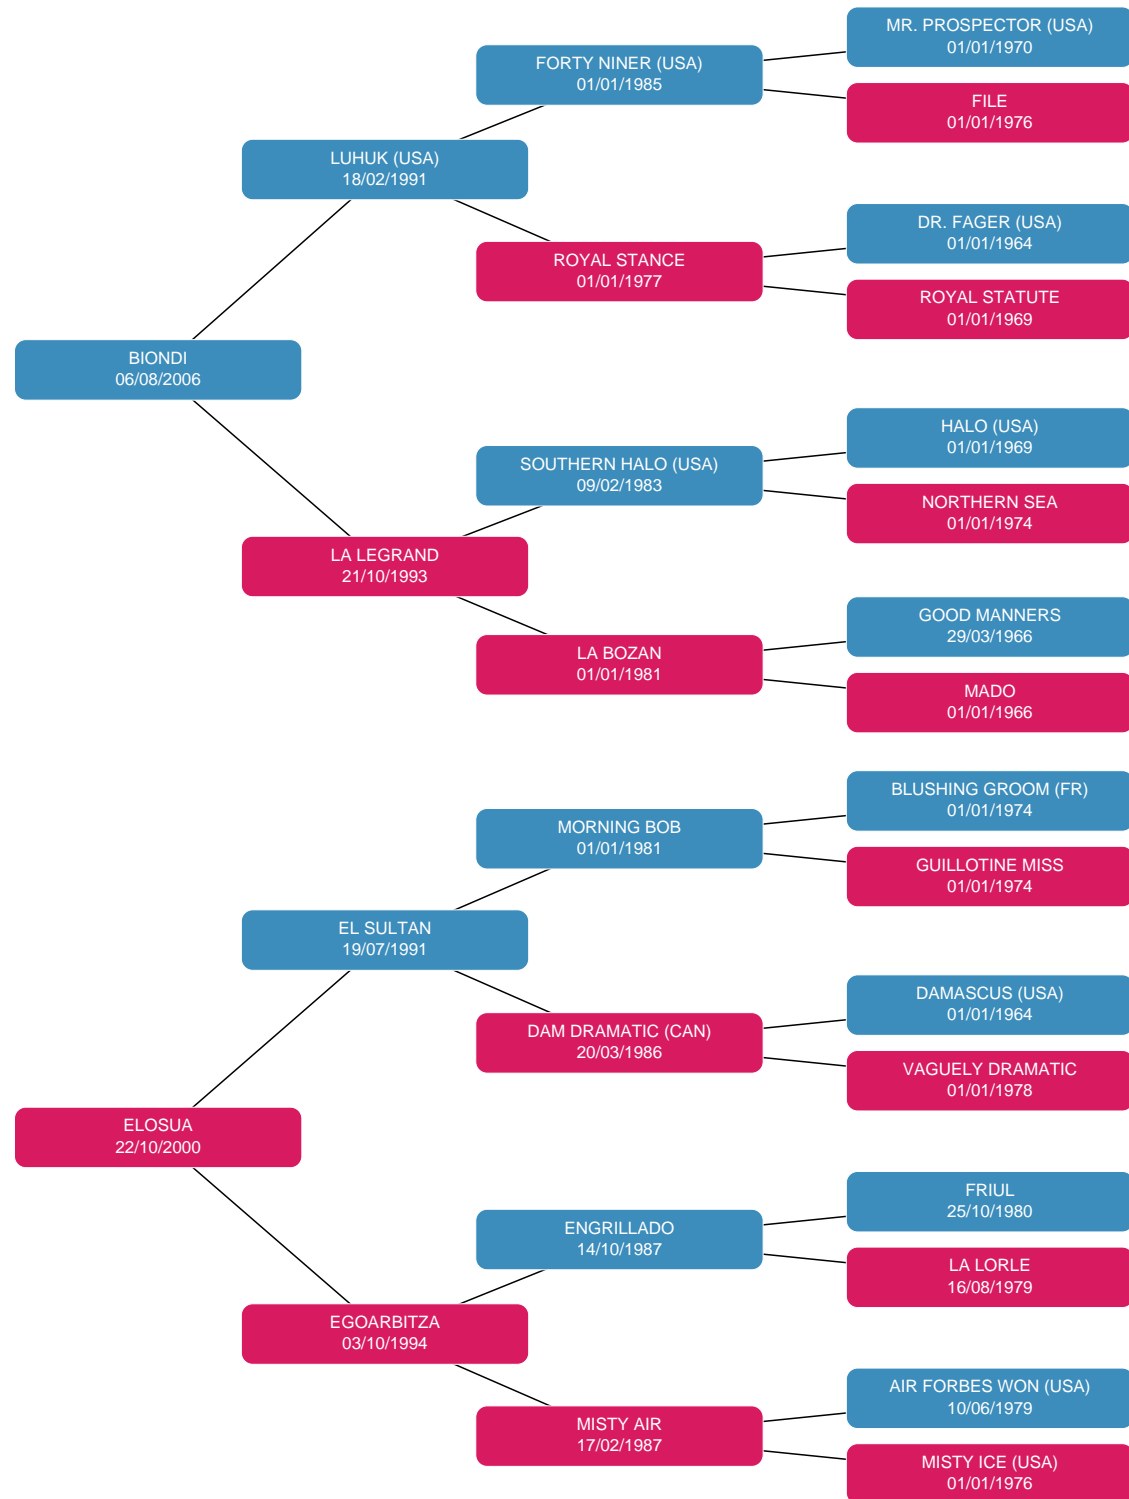 MR. PROSPECTOR (USA)
01/01/1970
FORTY NINER (USA)
01/01/1985
FILE
01/01/1976
LUHUK (USA)
18/02/1991
DR. FAGER (USA)
01/01/1964
ROYAL STANCE
01/01/1977
ROYAL STATUTE
01/01/1969
BIONDI
06/08/2006
HALO (USA)
01/01/1969
SOUTHERN HALO (USA)
09/02/1983
NORTHERN SEA
01/01/1974
LA LEGRAND
21/10/1993
GOOD MANNERS
29/03/1966
LA BOZAN
01/01/1981
MADO
01/01/1966
BLUSHING GROOM (FR)
01/01/1974
MORNING BOB
01/01/1981
GUILLOTINE MISS
01/01/1974
EL SULTAN
19/07/1991
DAMASCUS (USA)
01/01/1964
DAM DRAMATIC (CAN)
20/03/1986
VAGUELY DRAMATIC
01/01/1978
ELOSUA
22/10/2000
FRIUL
25/10/1980
ENGRILLADO
14/10/1987
LA LORLE
16/08/1979
EGOARBITZA
03/10/1994
AIR FORBES WON (USA)
10/06/1979
MISTY AIR
17/02/1987
MISTY ICE (USA)
01/01/1976